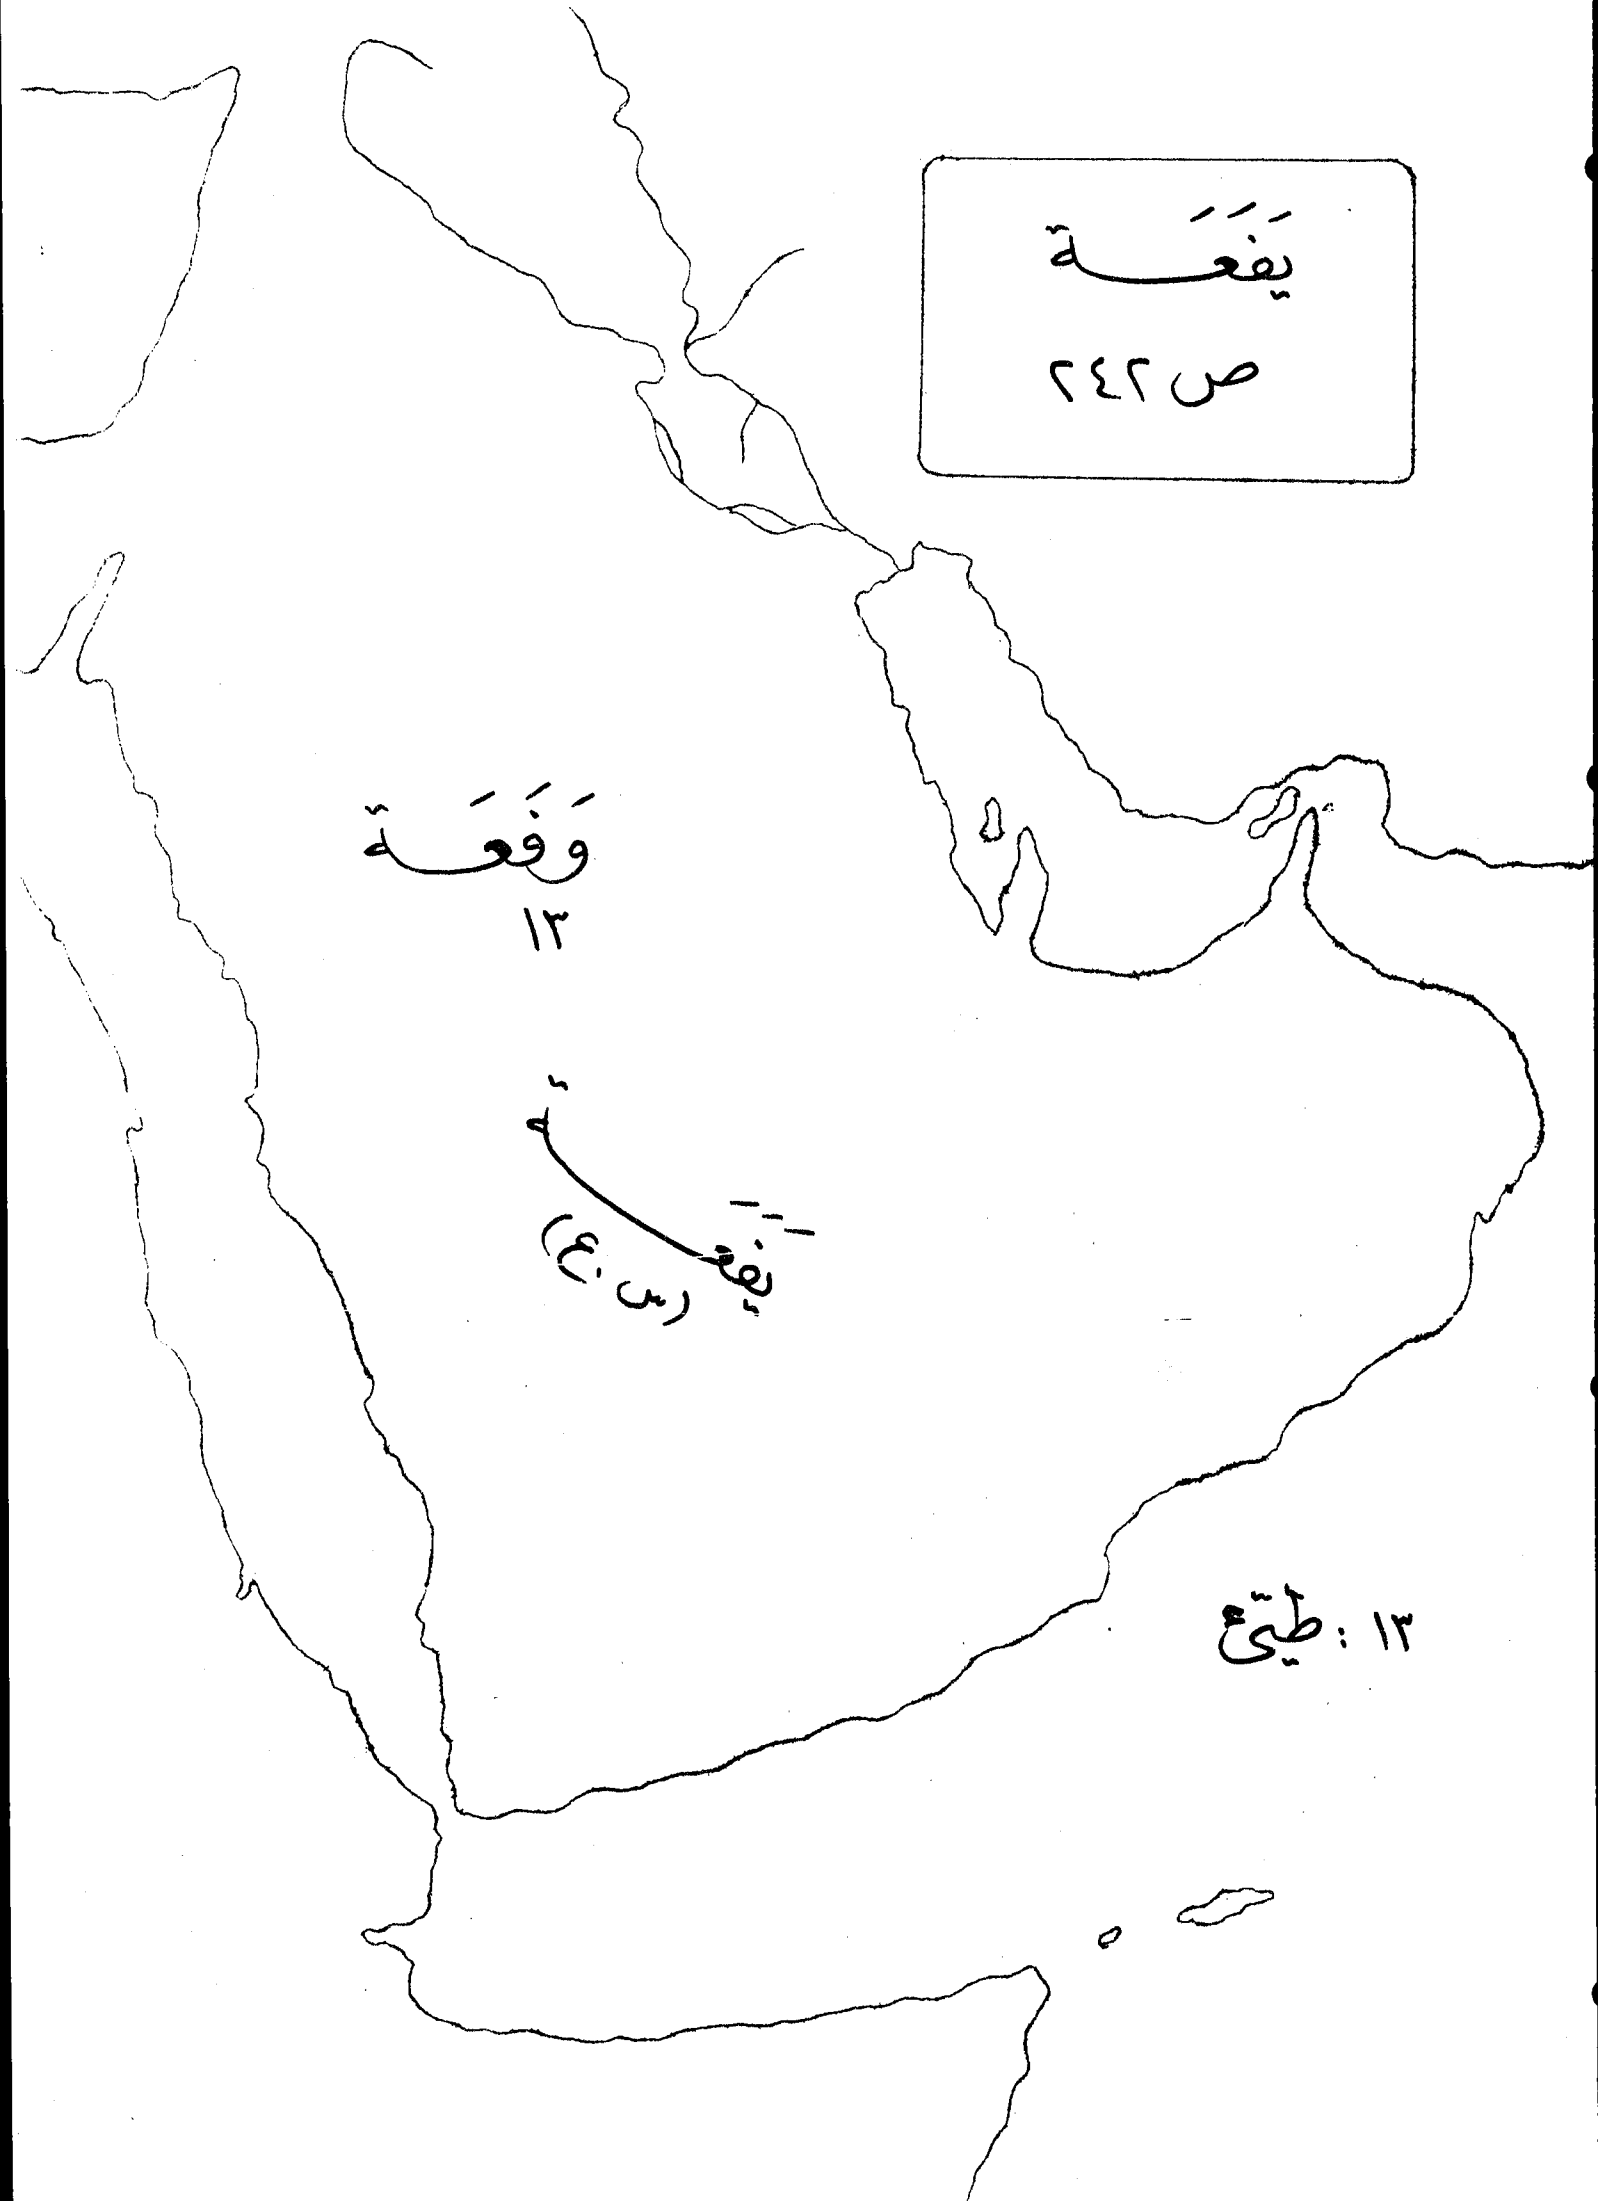 يَفَعَة
ص ٢٤٢
وَفَعَة
١٣
يَفَعَة
(س.ع)
١٣ : طيّئ